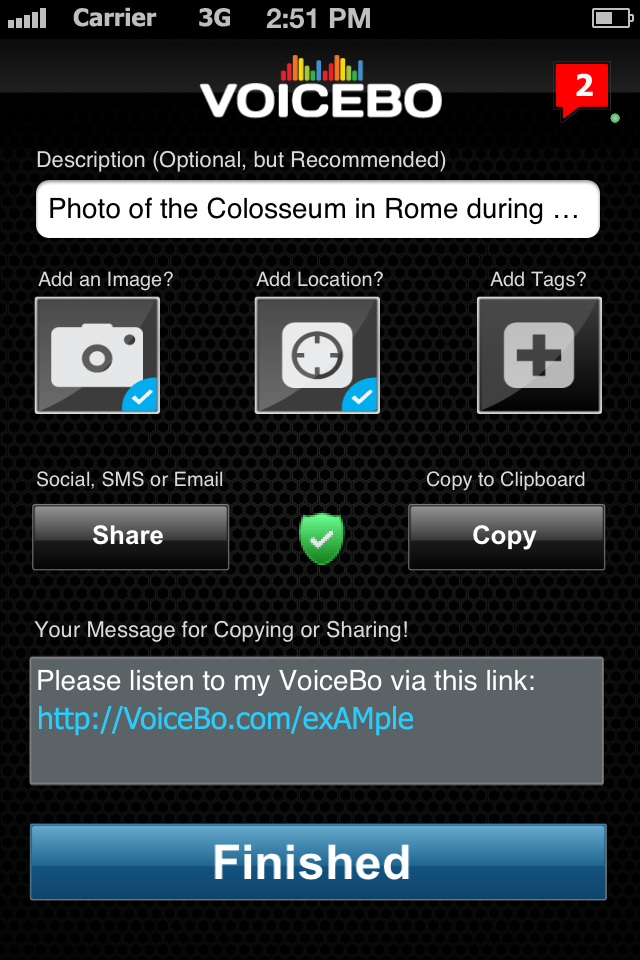 Carrier 3G 2:51 PM
VOICEBO
2
Description (Optional, but Recommended)
Photo of the Colosseum in Rome during ...
Add an Image? Add Location? Add Tags?
Social, SMS or Email Copy to Clipboard
Share Copy
Your Message for Copying or Sharing!
Please listen to my VoiceBo via this link:
http://VoiceBo.com/exAMple
Finished